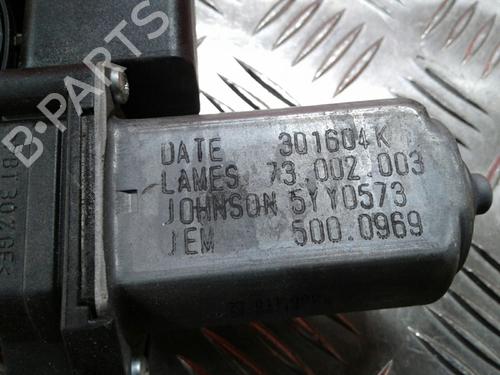 B-PARTS
DATE 301604K
LAMES 73.002.003
JOHNSON 5YY0573
JEM 500.0969